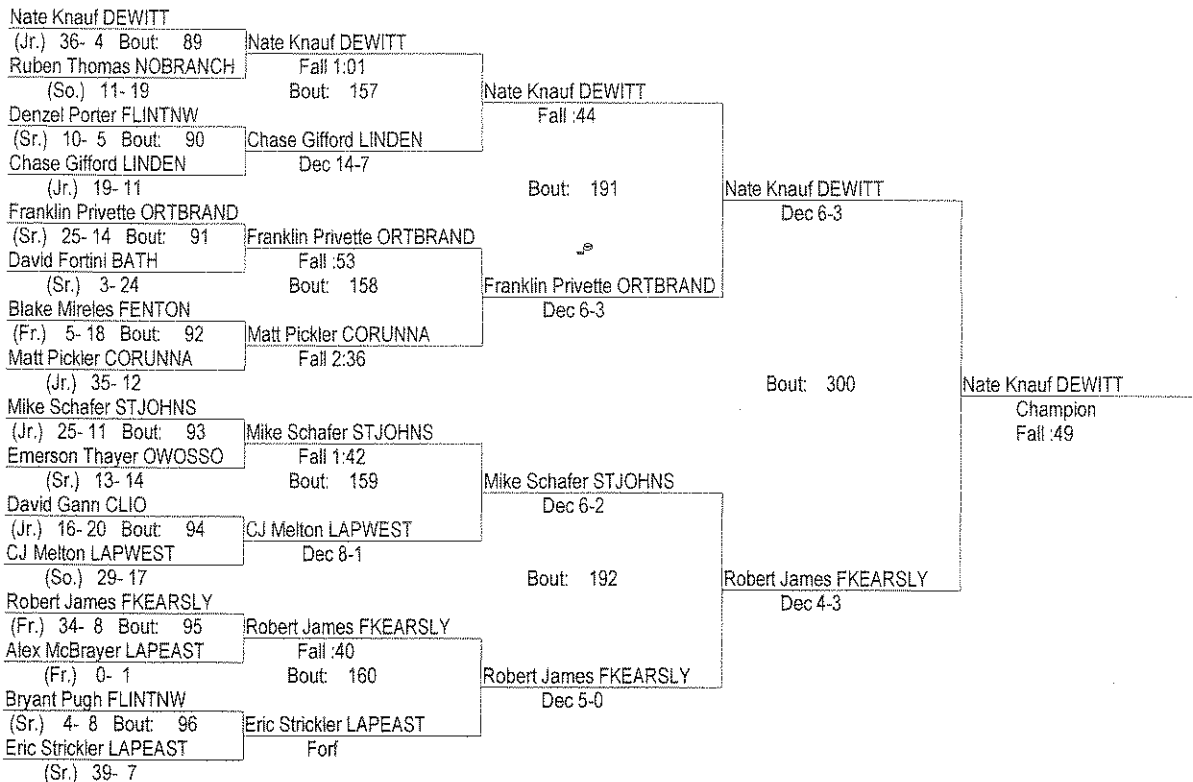 Nate Knauf DEWITT
(Jr.) 36- 4 Bout: 89
Ruben Thomas NOBRANCH
(So.) 11- 19
Denzel Porter FLINTNW
(Sr.) 10- 5 Bout: 90
Chase Gifford LINDEN
(Jr.) 19- 11
Franklin Privette ORTBRAND
(Sr.) 25- 14 Bout: 91
David Fortini BATH
(Sr.) 3- 24
Blake Mireles FENTON
(Fr.) 5- 18 Bout: 92
Matt Pickler CORUNNA
(Jr.) 35- 12
Mike Schafer STJOHNS
(Jr.) 25- 11 Bout: 93
Emerson Thayer OWOSSO
(Sr.) 13- 14
David Gann CLIO
(Jr.) 16- 20 Bout: 94
CJ Melton LAPWEST
(So.) 29- 17
Robert James FKEARSLY
(Fr.) 34- 8 Bout: 95
Alex McBrayer LAPEAST
(Fr.) 0- 1
Bryant Pugh FLINTNW
(Sr.) 4- 8 Bout: 96
Eric Strickler LAPEAST
(Sr.) 39- 7
Nate Knauf DEWITT
Fall 1:01
Bout: 157
Chase Gifford LINDEN
Dec 14-7
Franklin Privette ORTBRAND
Fall :53
Bout: 158
Matt Pickler CORUNNA
Fall 2:36
Mike Schafer STJOHNS
Fall 1:42
Bout: 159
CJ Melton LAPWEST
Dec 8-1
Robert James FKEARSLY
Fall :40
Bout: 160
Eric Strickler LAPEAST
Forf
Nate Knauf DEWITT
Fall :44
Bout: 191
Franklin Privette ORTBRAND
Dec 6-3
Mike Schafer STJOHNS
Dec 6-2
Bout: 192
Robert James FKEARSLY
Dec 5-0
Nate Knauf DEWITT
Dec 6-3
Bout: 300
Robert James FKEARSLY
Dec 4-3
Nate Knauf DEWITT
Champion
Fall :49